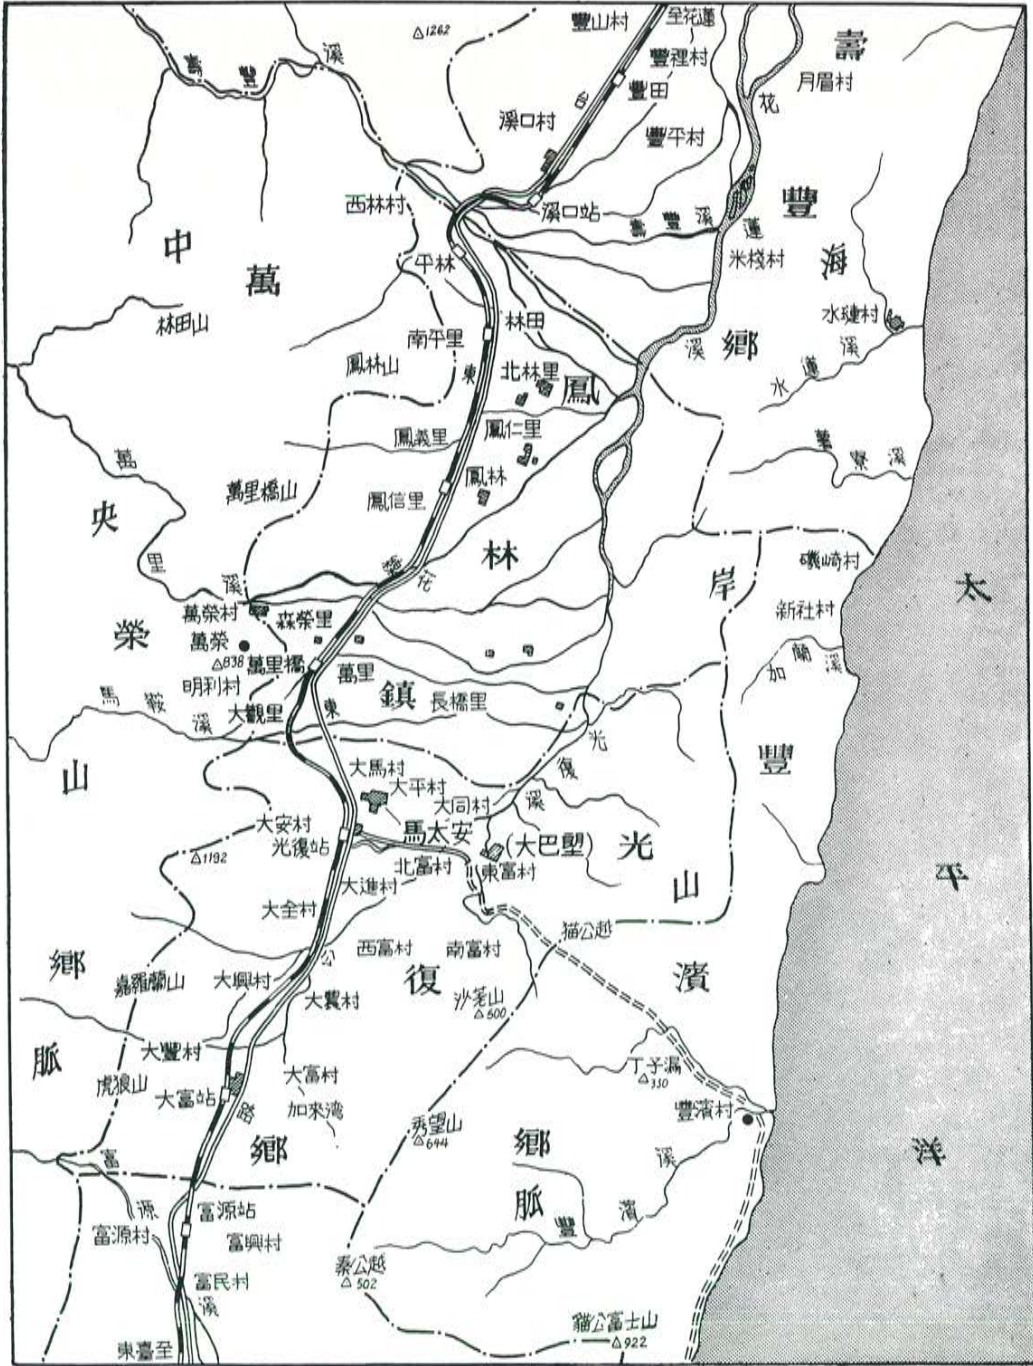 △1262
豐山村
至花蓮
壽
豐裡村
壽豐溪
豐田
月眉村
台
花
溪口村
豐平村
西林村
溪口站
壽豐溪
蓮
豐
中
平林
米棧村
海
萬
林田山
林田
水璉村
南平里
溪
鄉
鳳林山
東
北林里
鳳
水蓮溪
鳳義里
鳳仁里
萬
寮溪
萬里橋山
鳳林
央
鳳信里
里
林
磯崎村
溪
花
岸
太
萬榮村
森榮里
新社村
榮
萬榮
△838
萬里橋
萬里
加蘭溪
明利村
鎮
長橋里
馬鞍溪
大觀里
東
光
復
溪
豐
山
大馬村
大平村
大同村
大安村
馬太安
光復站
(大巴塱)
光
△1192
北富村
東富村
平
大進村
山
大全村
猫公越
鄉
公
西富村
南富村
濱
嘉羅蘭山
大興村
大農村
復
沙荖山
△500
脈
大豐村
虎狼山
大富村
丁子漏
△330
大富站
加來湾
豐濱村
路
秀望山
△644
鄉
鄉
洋
富
源
溪
脈
豐濱溪
富源站
富源村
富興村
秦公越
△502
富民村
貓公富士山
△922
東臺至